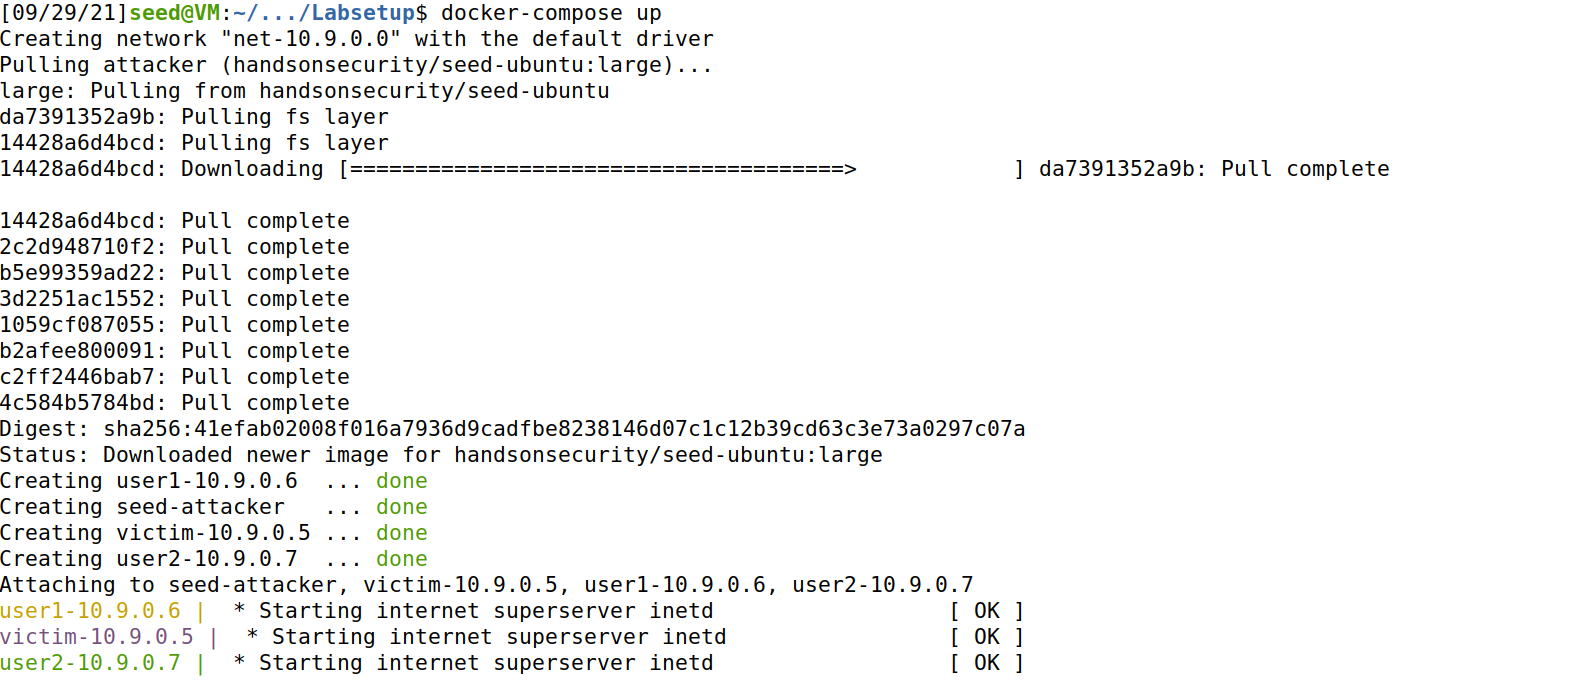 [09/29/21]seed@VM:~/.../Labsetup$ docker-compose up
Creating network "net-10.9.0.0" with the default driver
Pulling attacker (handsonsecurity/seed-ubuntu:large)...
large: Pulling from handsonsecurity/seed-ubuntu
da7391352a9b: Pulling fs layer
14428a6d4bcd: Pulling fs layer
14428a6d4bcd: Downloading [======================================>            ] da7391352a9b: Pull complete
14428a6d4bcd: Pull complete
2c2d948710f2: Pull complete
b5e99359ad22: Pull complete
3d2251ac1552: Pull complete
1059cf087055: Pull complete
b2afee800091: Pull complete
c2ff2446bab7: Pull complete
4c584b5784bd: Pull complete
Digest: sha256:41efab02008f016a7936d9cadfbe8238146d07c1c12b39cd63c3e73a0297c07a
Status: Downloaded newer image for handsonsecurity/seed-ubuntu:large
Creating user1-10.9.0.6  ... done
Creating seed-attacker   ... done
Creating victim-10.9.0.5 ... done
Creating user2-10.9.0.7  ... done
Attaching to seed-attacker, victim-10.9.0.5, user1-10.9.0.6, user2-10.9.0.7
user1-10.9.0.6 |  * Starting internet superserver inetd                  [ OK ]
victim-10.9.0.5 |  * Starting internet superserver inetd                 [ OK ]
user2-10.9.0.7 |  * Starting internet superserver inetd                  [ OK ]